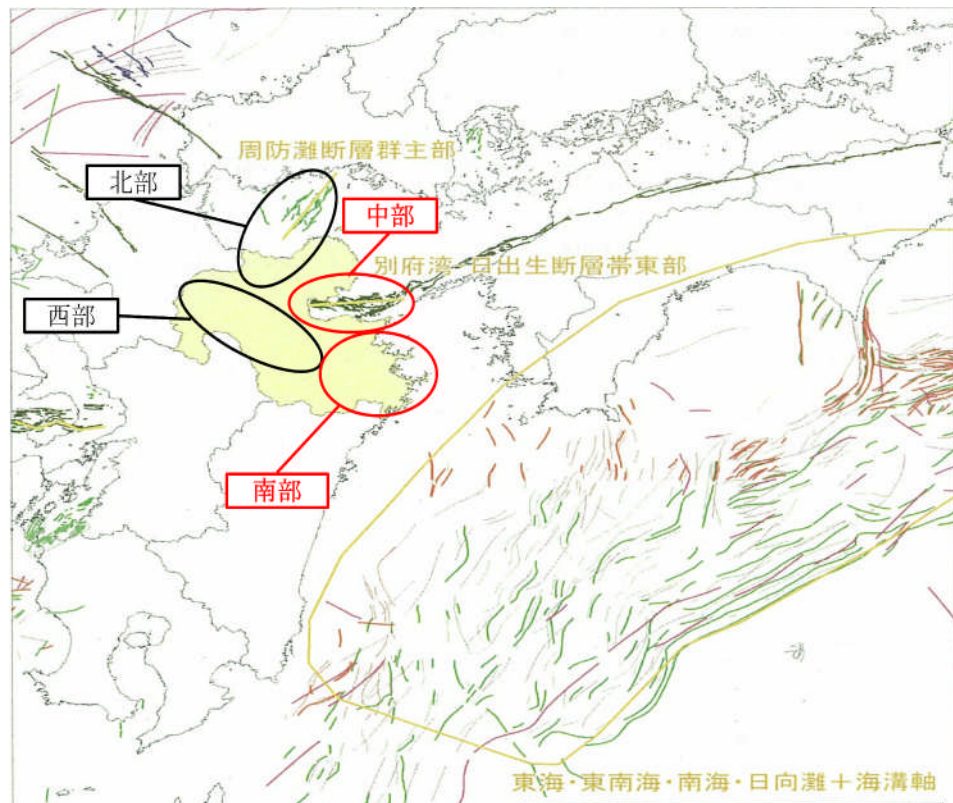 周防灘断層群主部
北部
中部
別府湾・日出生断層帯東部
西部
南部
東海・東南海・南海・日向灘＋海溝軸